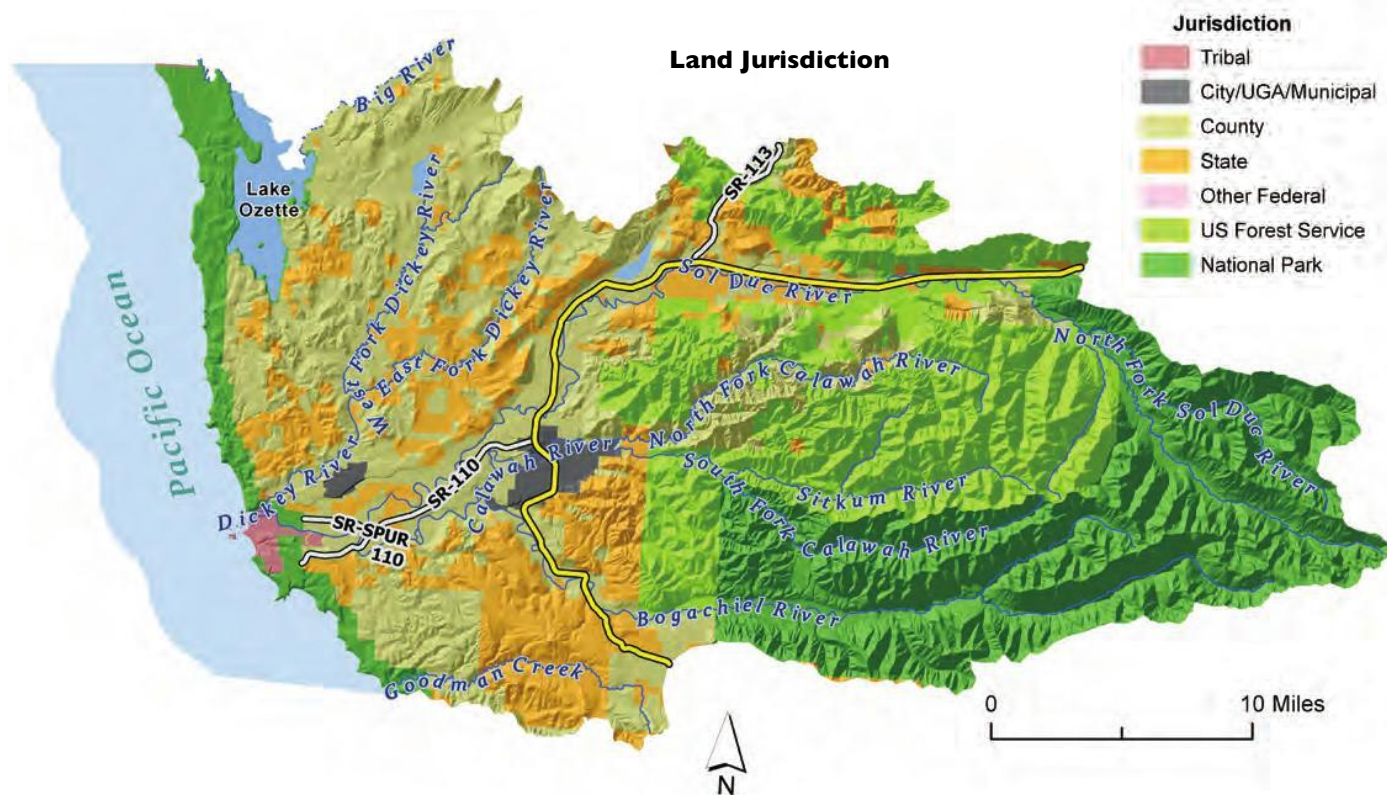 Land Jurisdiction
Jurisdiction
Tribal
City/UGA/Municipal
County
State
Other Federal
US Forest Service
National Park
Big River
Lake
Ozette
SR-113
West Fork Dickey River
East Fork Dickey River
Sol Duc River
North Fork Sol Duc River
Pacific Ocean
North Fork Calawah River
Dickey River
SR-110
Calawah River
Sitkum River
South Fork Calawah River
SR-SPUR
110
Bogachiel River
Goodman Creek
0 10 Miles
N